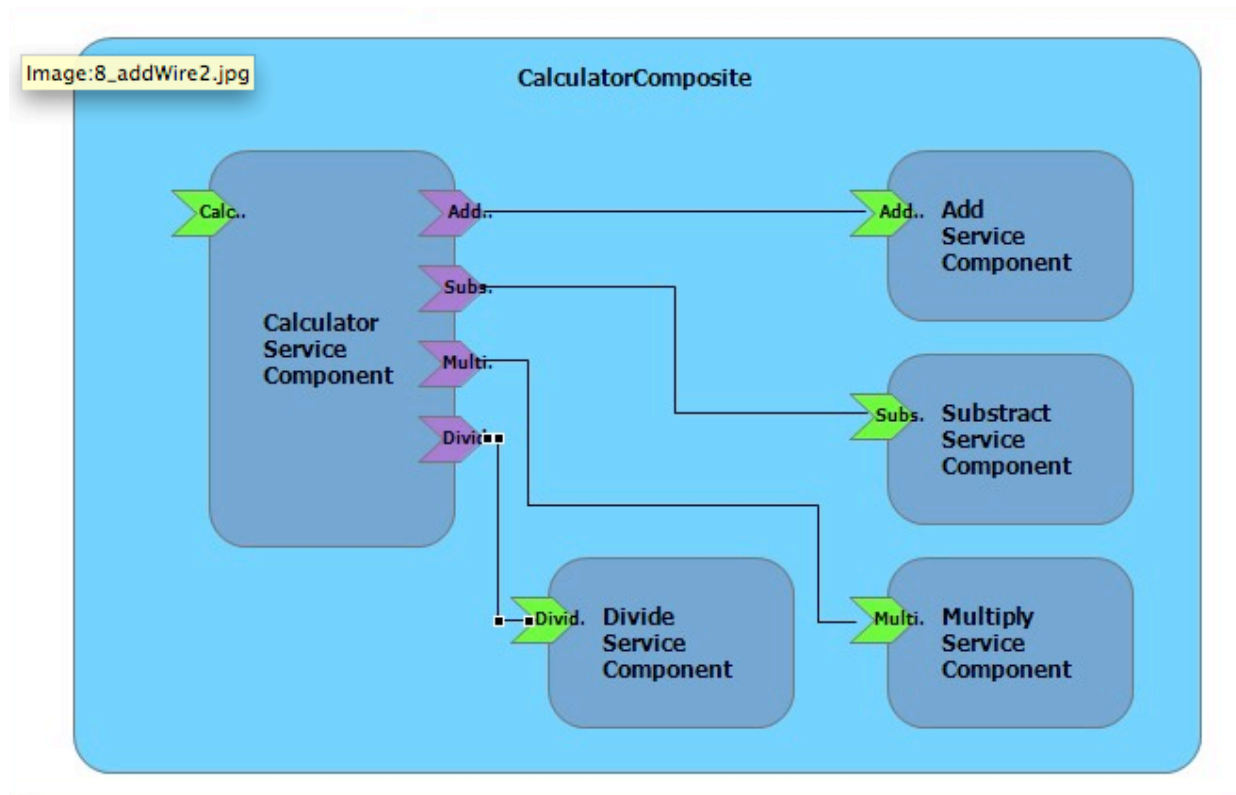 Image:8_addWire2.jpg
CalculatorComposite
Calc..
Calculator
Service
Component
Add..
Subs.
Multi.
Divid
Add..
Add
Service
Component
Subs.
Substract
Service
Component
Divid.
Divide
Service
Component
Multi.
Multiply
Service
Component